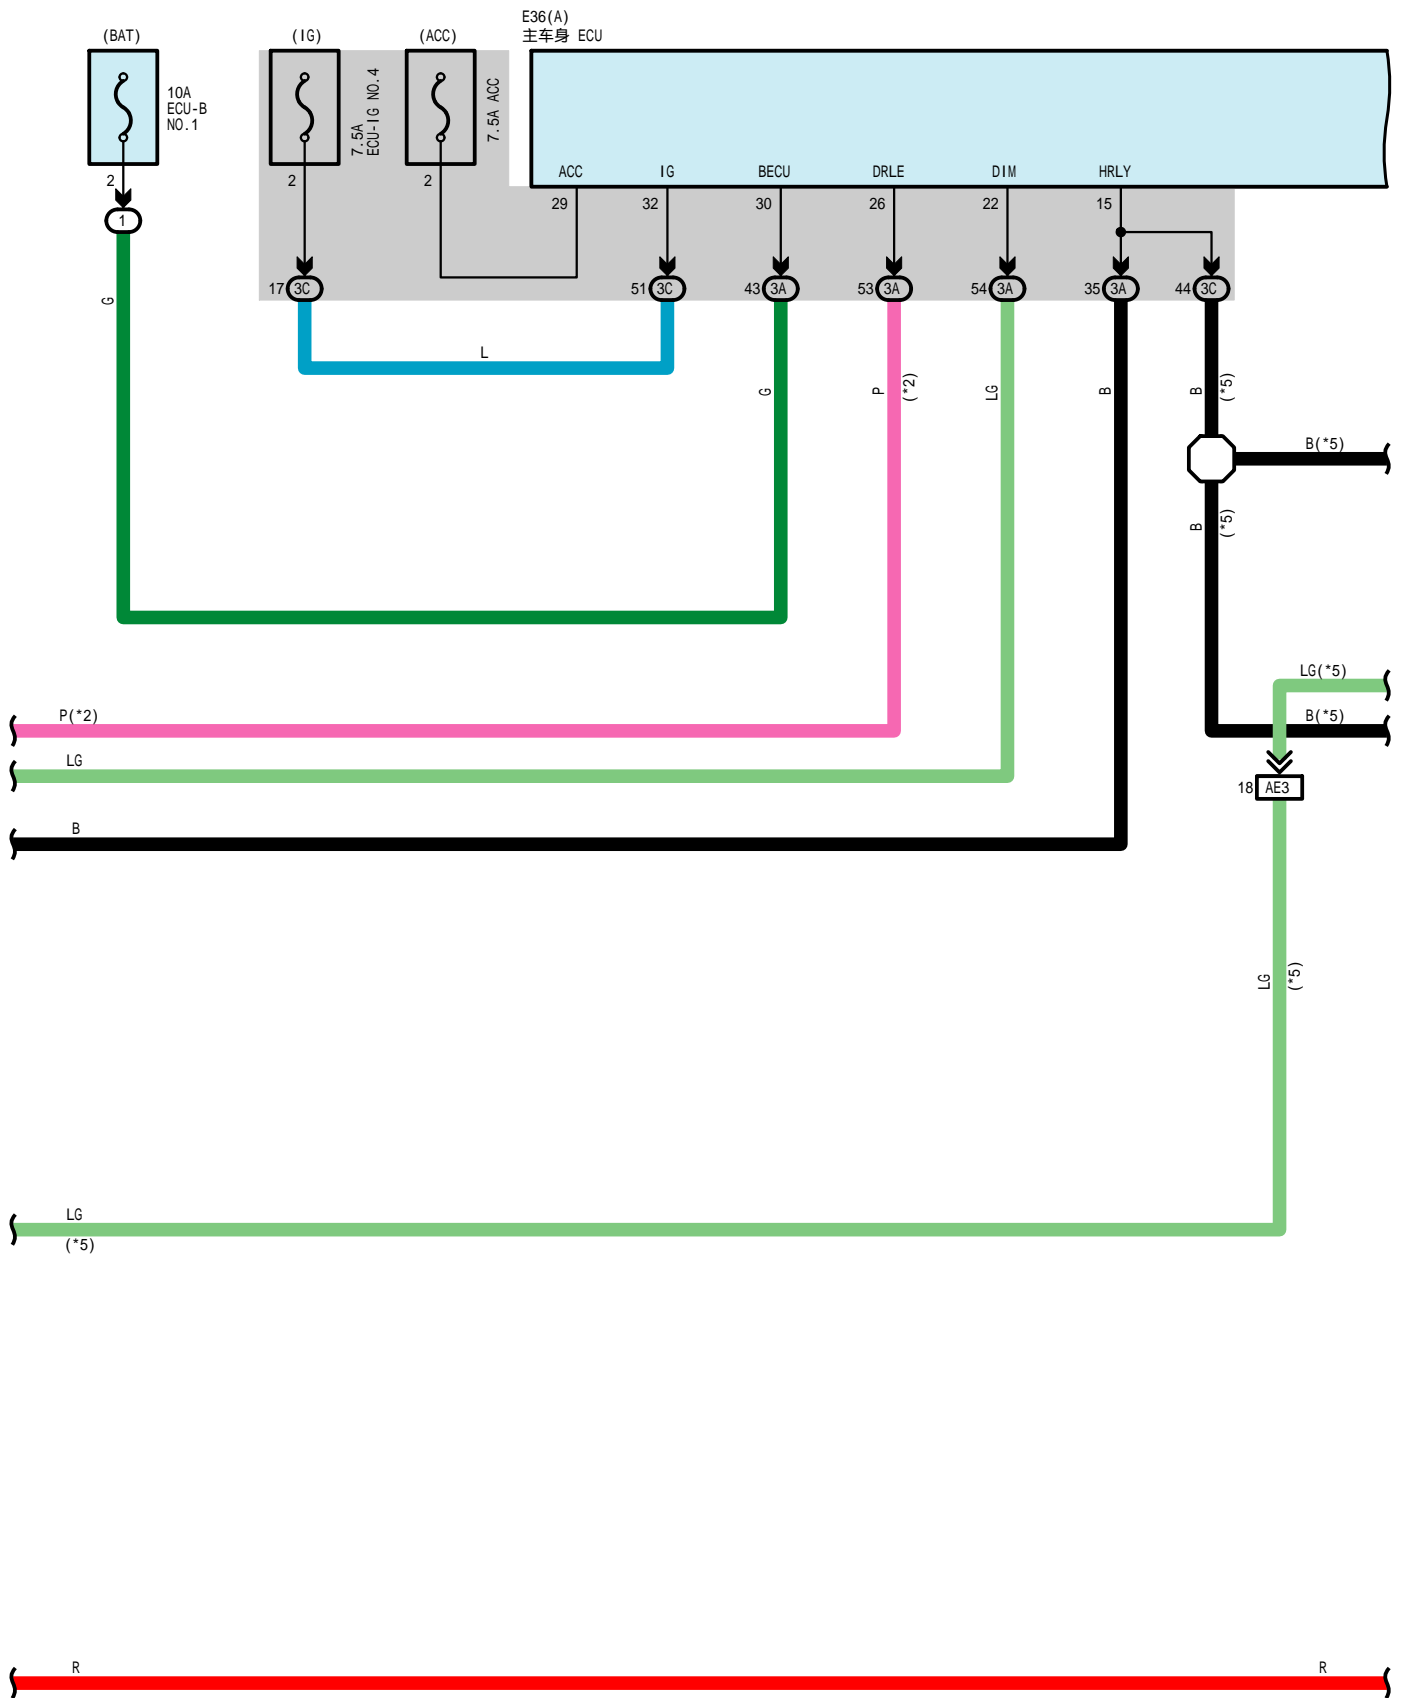 E36(A)
主车身 ECU
(BAT)
(IG)
(ACC)
10A
ECU-B
NO.1
7.5A
ECU-IG NO.4
7.5A ACC
ACC
IG
BECU
DRLE
DIM
HRLY
2
2
2
29
32
30
26
22
15
1
17 3C
51 3C
43 3A
53 3A
54 3A
35 3A
44 3C
G
L
G
P
(*2)
LG
B
B
(*5)
B(*5)
B
(*5)
LG(*5)
P(*2)
B(*5)
LG
18 AE3
B
LG
(*5)
LG
(*5)
R
R